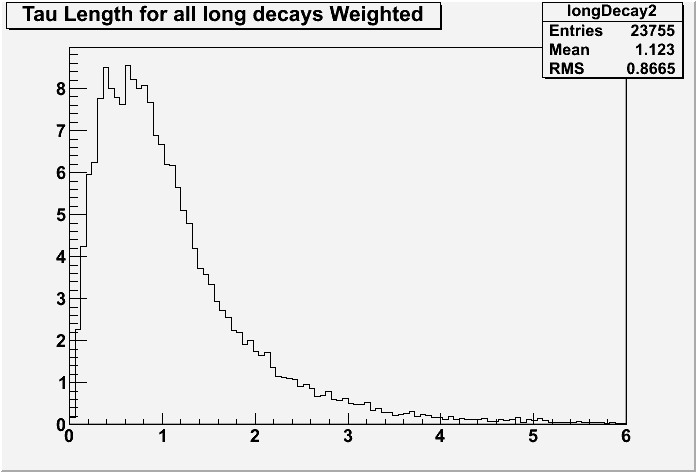 Tau Length for all long decays Weighted
longDecay2
Entries 23755
Mean 1.123
RMS 0.8665
8
7
6
5
4
3
2
1
0
0 1 2 3 4 5 6